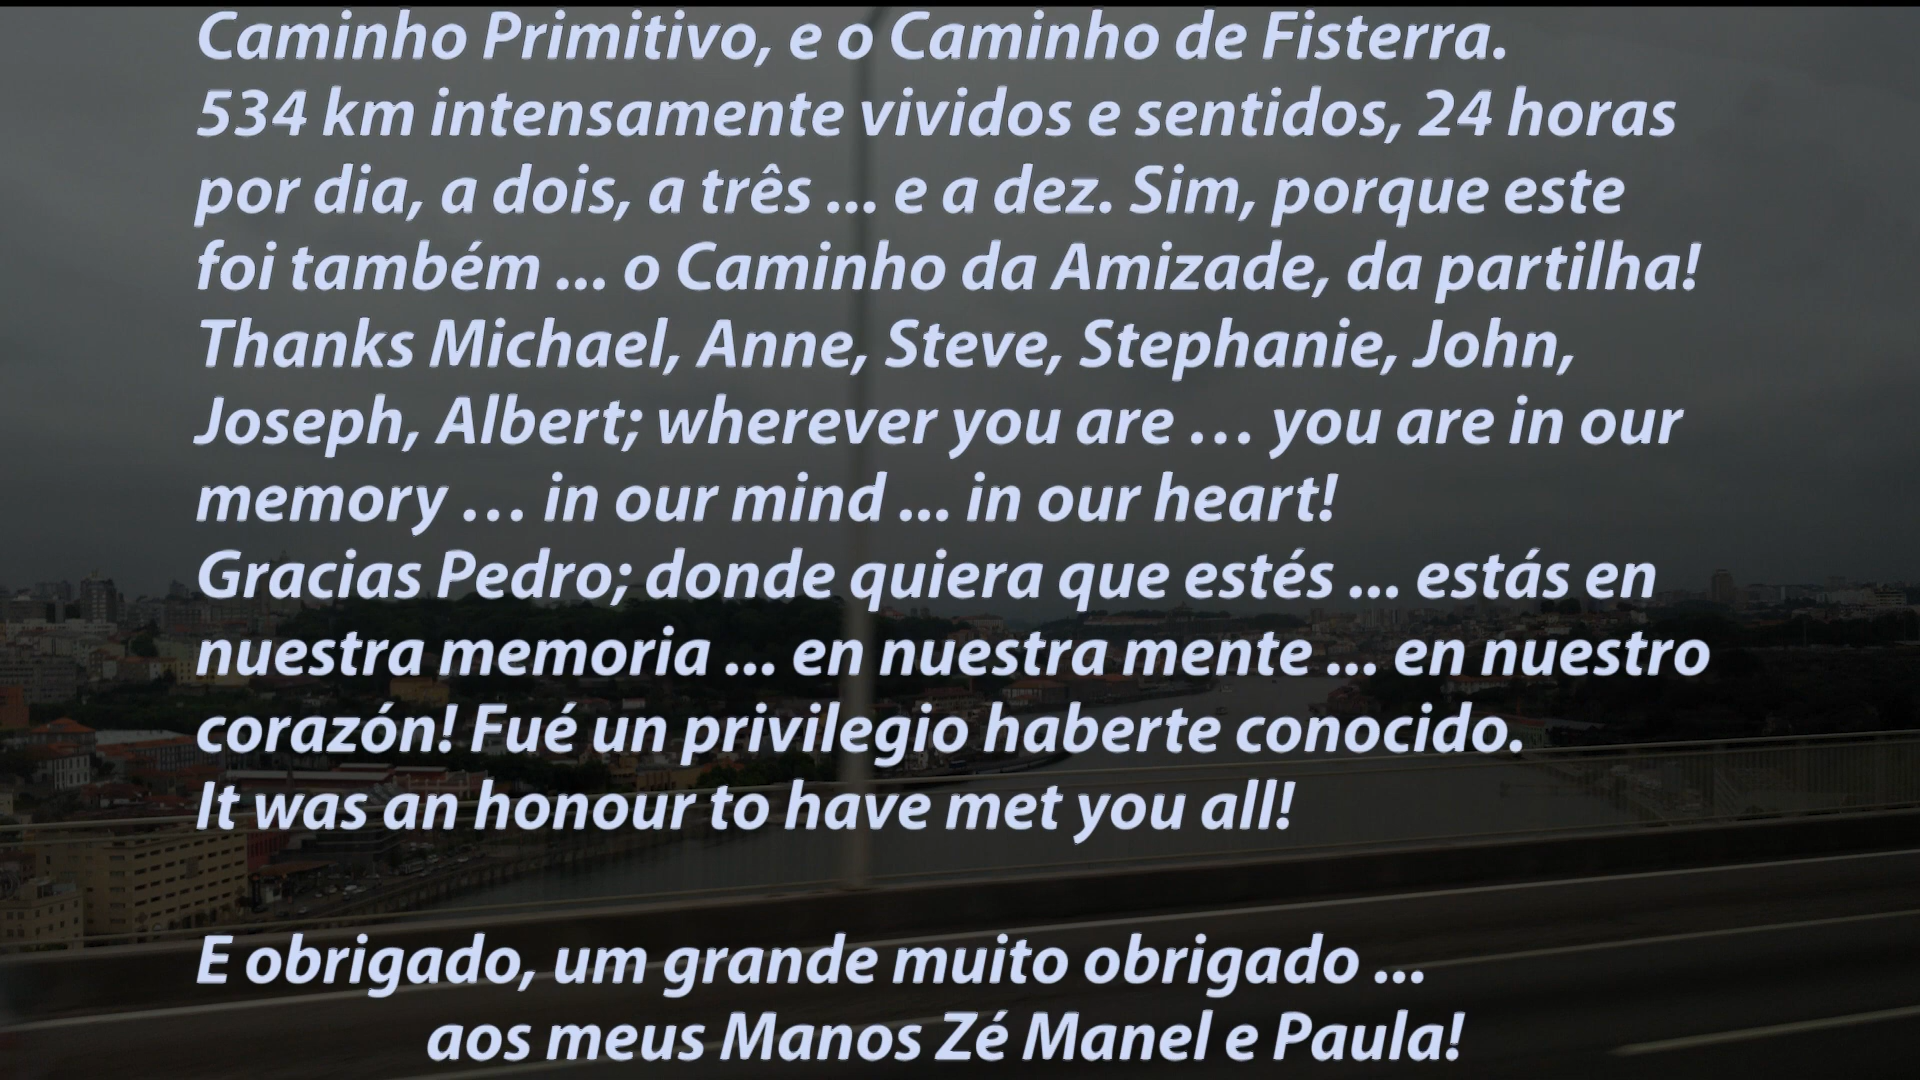 Caminho Primitivo, e o Caminho de Fisterra.
534 km intensamente vividos e sentidos, 24 horas
por dia, a dois, a três ... e a dez. Sim, porque este
foi também ... o Caminho da Amizade, da partilha!
Thanks Michael, Anne, Steve, Stephanie, John,
Joseph, Albert; wherever you are … you are in our
memory … in our mind ... in our heart!
Gracias Pedro; donde quiera que estés ... estás en
nuestra memoria ... en nuestra mente ... en nuestro
corazón! Fué un privilegio haberte conocido.
It was an honour to have met you all!
E obrigado, um grande muito obrigado ...
aos meus Manos Zé Manel e Paula!